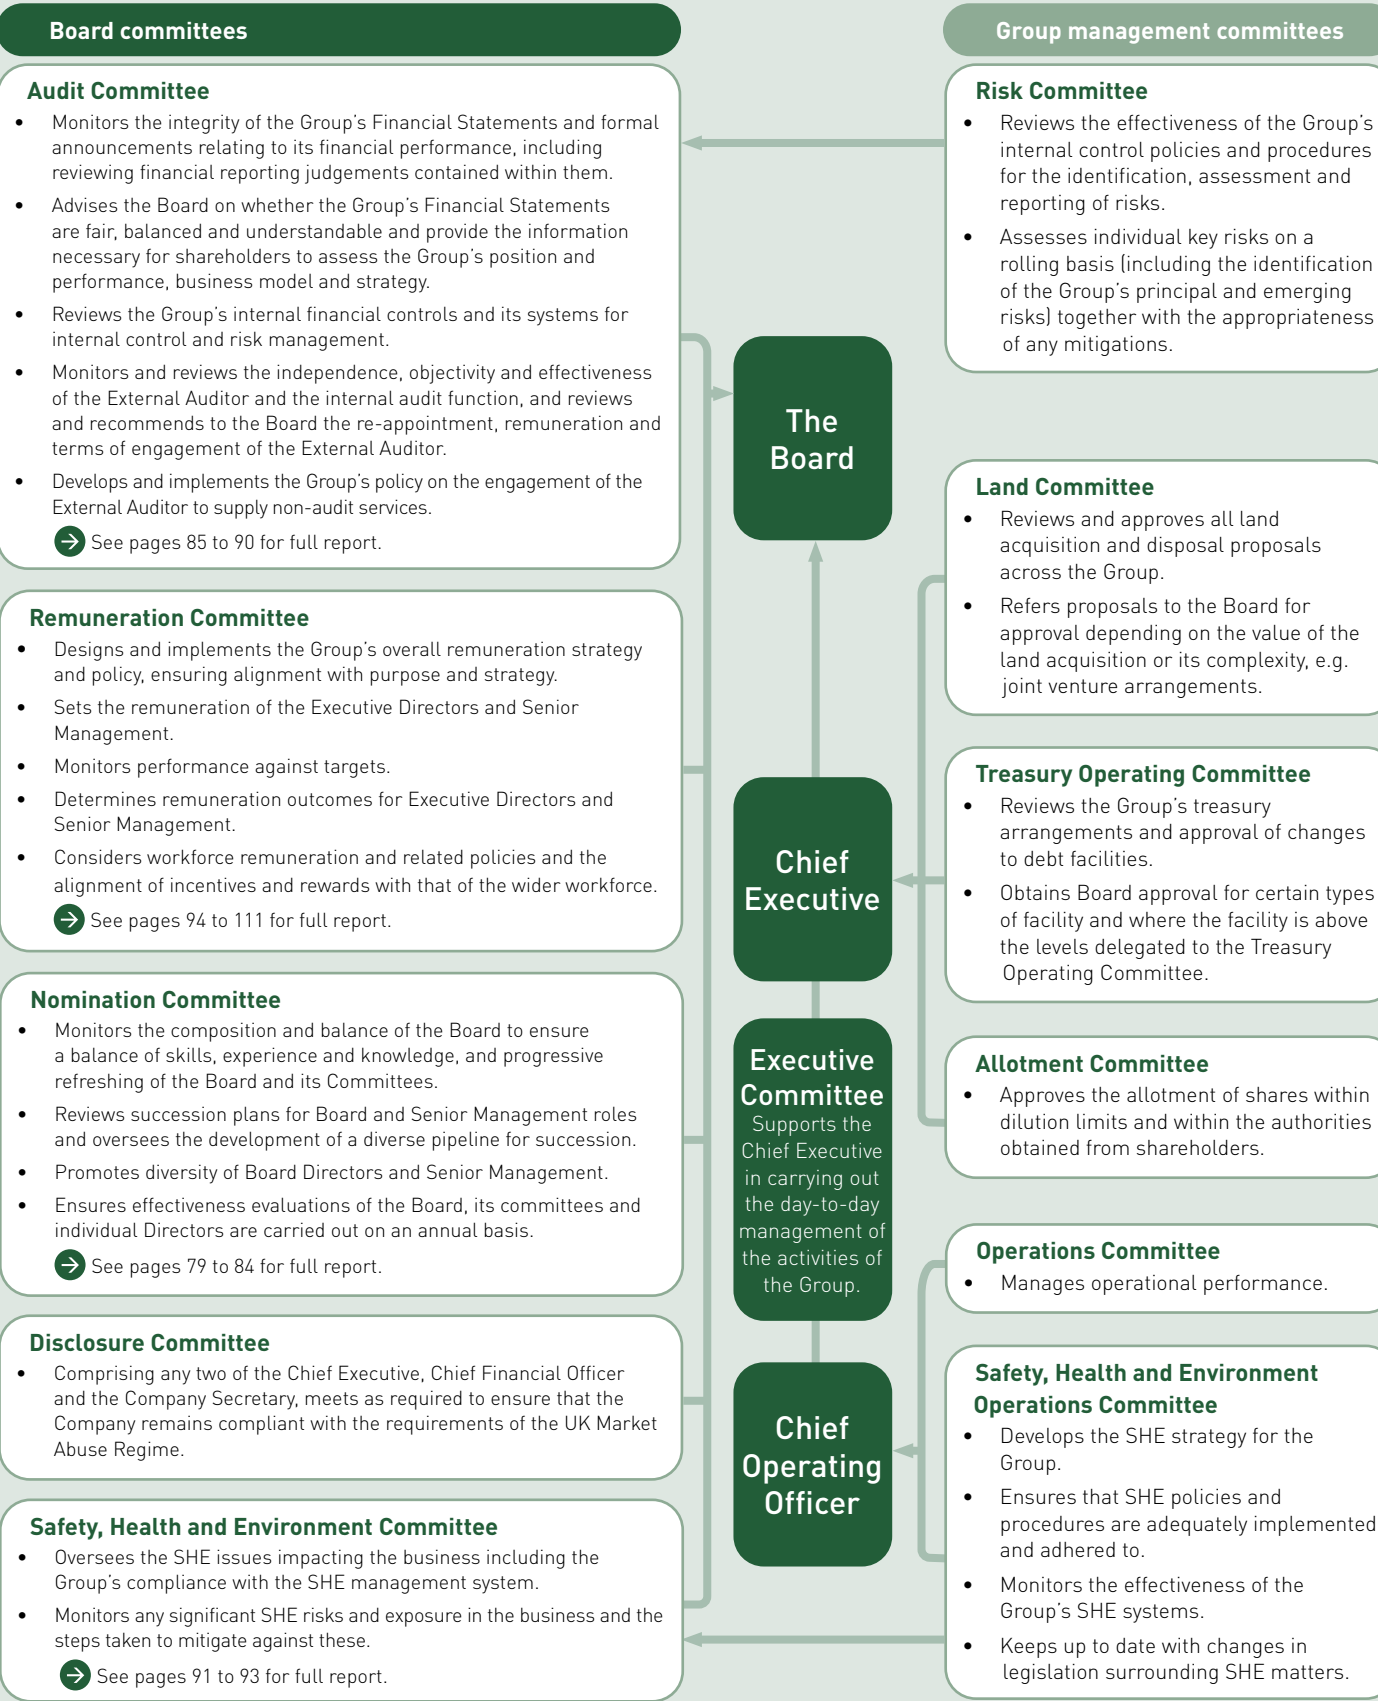 Board committees
Audit Committee
• Monitors the integrity of the Group's Financial Statements and formal
announcements relating to its financial performance, including
reviewing financial reporting judgements contained within them.
• Advises the Board on whether the Group's Financial Statements
are fair, balanced and understandable and provide the information
necessary for shareholders to assess the Group's position and
performance, business model and strategy.
• Reviews the Group's internal financial controls and its systems for
internal control and risk management.
• Monitors and reviews the independence, objectivity and effectiveness
of the External Auditor and the internal audit function, and reviews
and recommends to the Board the re-appointment, remuneration and
terms of engagement of the External Auditor.
• Develops and implements the Group's policy on the engagement of the
External Auditor to supply non-audit services.
See pages 85 to 90 for full report.
Remuneration Committee
• Designs and implements the Group's overall remuneration strategy
and policy, ensuring alignment with purpose and strategy.
• Sets the remuneration of the Executive Directors and Senior
Management.
• Monitors performance against targets.
• Determines remuneration outcomes for Executive Directors and
Senior Management.
• Considers workforce remuneration and related policies and the
alignment of incentives and rewards with that of the wider workforce.
See pages 94 to 111 for full report.
Nomination Committee
• Monitors the composition and balance of the Board to ensure
a balance of skills, experience and knowledge, and progressive
refreshing of the Board and its Committees.
• Reviews succession plans for Board and Senior Management roles
and oversees the development of a diverse pipeline for succession.
• Promotes diversity of Board Directors and Senior Management.
• Ensures effectiveness evaluations of the Board, its committees and
individual Directors are carried out on an annual basis.
See pages 79 to 84 for full report.
Disclosure Committee
• Comprising any two of the Chief Executive, Chief Financial Officer
and the Company Secretary, meets as required to ensure that the
Company remains compliant with the requirements of the UK Market
Abuse Regime.
Safety, Health and Environment Committee
• Oversees the SHE issues impacting the business including the
Group's compliance with the SHE management system.
• Monitors any significant SHE risks and exposure in the business and the
steps taken to mitigate against these.
See pages 91 to 93 for full report.
The
Board
Chief
Executive
Executive
Committee
Supports the
Chief Executive
in carrying out
the day-to-day
management of
the activities of
the Group.
Chief
Operating
Officer
Group management committees
Risk Committee
• Reviews the effectiveness of the Group's
internal control policies and procedures
for the identification, assessment and
reporting of risks.
• Assesses individual key risks on a
rolling basis (including the identification
of the Group's principal and emerging
risks) together with the appropriateness
of any mitigations.
Land Committee
• Reviews and approves all land
acquisition and disposal proposals
across the Group.
• Refers proposals to the Board for
approval depending on the value of the
land acquisition or its complexity, e.g.
joint venture arrangements.
Treasury Operating Committee
• Reviews the Group's treasury
arrangements and approval of changes
to debt facilities.
• Obtains Board approval for certain types
of facility and where the facility is above
the levels delegated to the Treasury
Operating Committee.
Allotment Committee
• Approves the allotment of shares within
dilution limits and within the authorities
obtained from shareholders.
Operations Committee
• Manages operational performance.
Safety, Health and Environment
Operations Committee
• Develops the SHE strategy for the
Group.
• Ensures that SHE policies and
procedures are adequately implemented
and adhered to.
• Monitors the effectiveness of the
Group's SHE systems.
• Keeps up to date with changes in
legislation surrounding SHE matters.